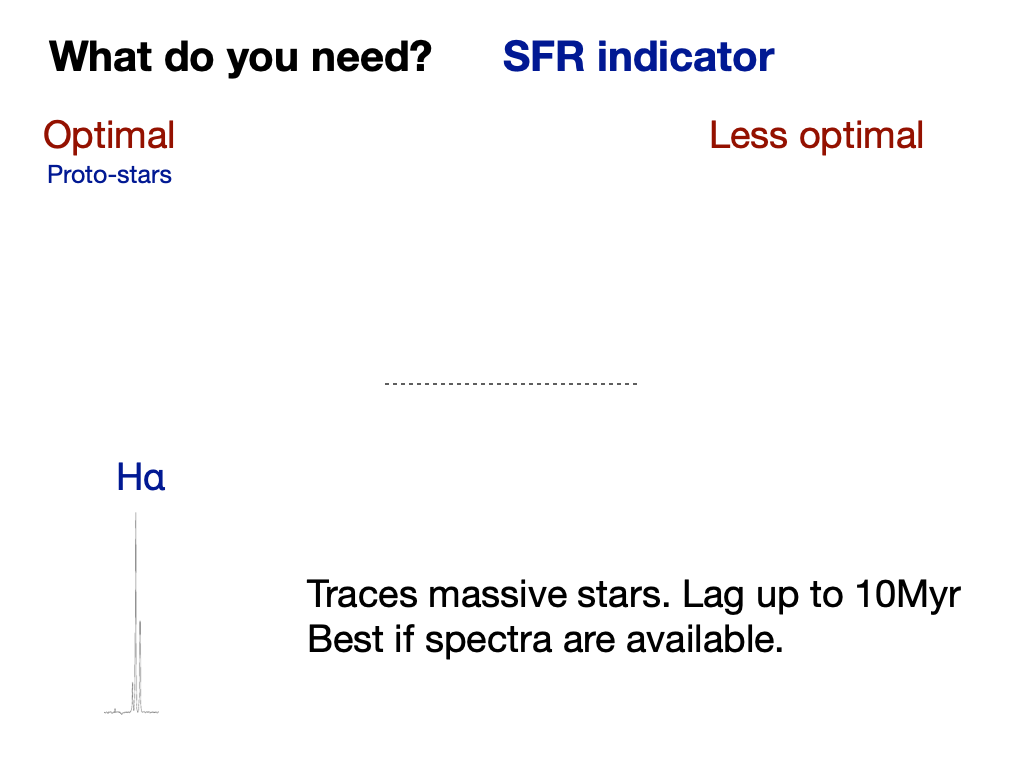 What do you need? SFR indicator
Optimal Less optimal
Proto-stars
Hα
Traces massive stars. Lag up to 10Myr
Best if spectra are available.